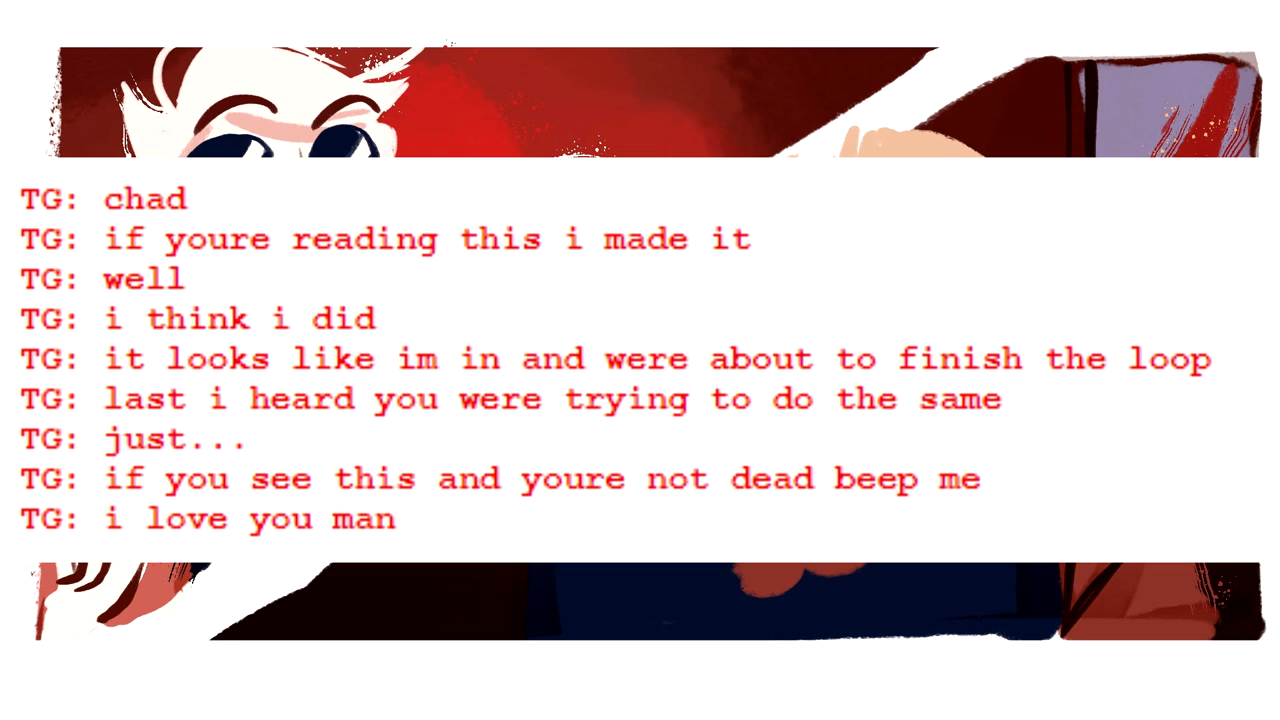 TG: chad
TG: if youre reading this i made it
TG: well
TG: i think i did
TG: it looks like im in and were about to finish the loop
TG: last i heard you were trying to do the same
TG: just...
TG: if you see this and youre not dead beep me
TG: i love you man